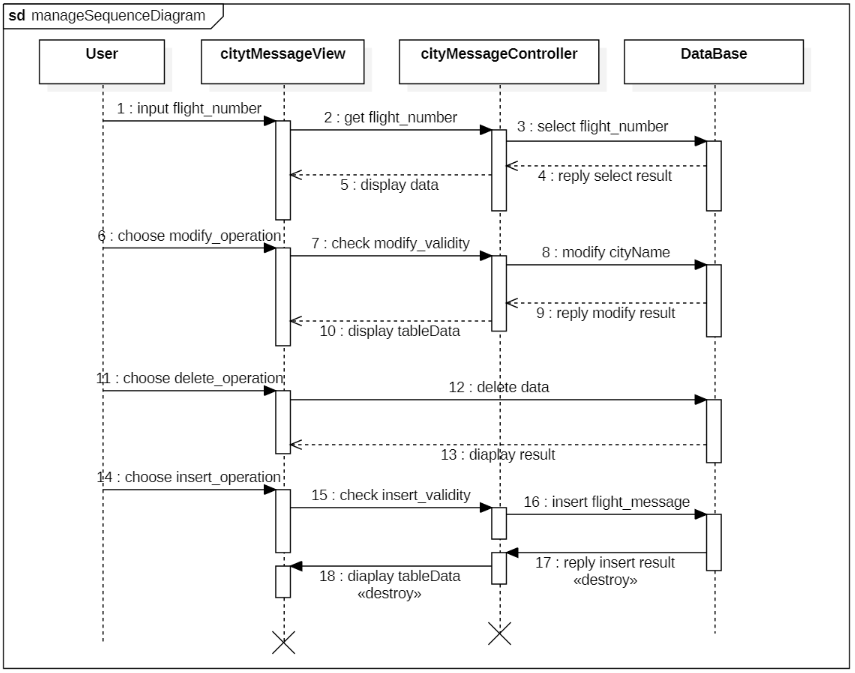 sd manageSequenceDiagram
User
citytMessageView
cityMessageController
DataBase
1 : input flight_number
2 : get flight_number
3 : select flight_number
4 : reply select result
5 : display data
6 : choose modify_operation
7 : check modify_validity
8 : modify cityName
9 : reply modify result
10 : display tableData
11 : choose delete_operation
12 : delete data
13 : diaplay result
14 : choose insert_operation
15 : check insert_validity
16 : insert flight_message
17 : reply insert result
«destroy»
18 : diaplay tableData
«destroy»